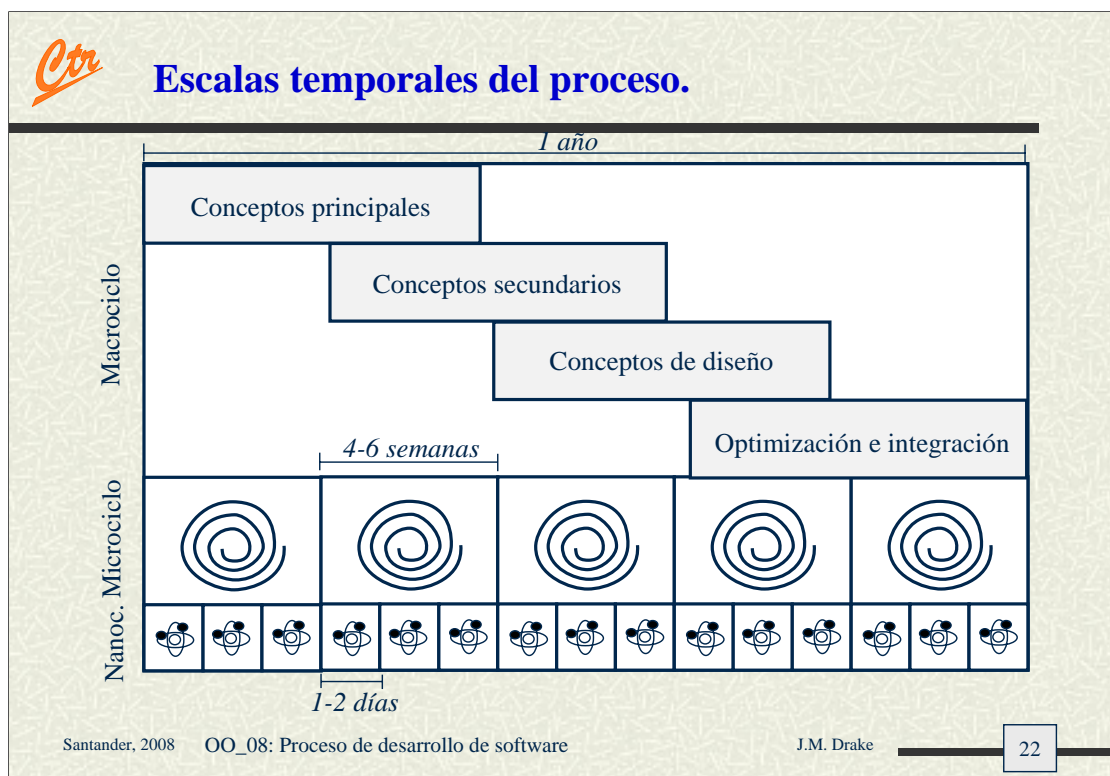 Ctr
Escalas temporales del proceso.
1 año
Conceptos principales
Conceptos secundarios
Conceptos de diseño
Optimización e integración
Macrociclo
4-6 semanas
Microciclo
Nanoc.
1-2 días
Santander, 2008 OO_08: Proceso de desarrollo de software J.M. Drake 22